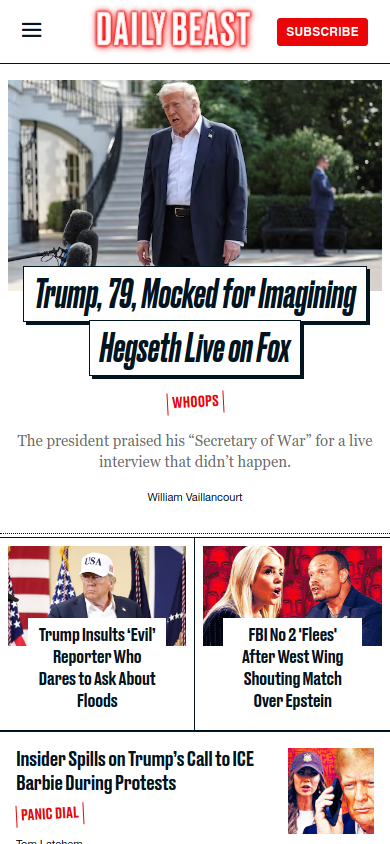 DAILY BEAST
SUBSCRIBE
Trump, 79, Mocked for Imagining
Hegseth Live on Fox
WHOOPS
The president praised his “Secretary of War” for a live
interview that didn’t happen.
William Vaillancourt
USA
Trump Insults ‘Evil’
Reporter Who
Dares to Ask About
Floods
FBI No 2 'Flees'
After West Wing
Shouting Match
Over Epstein
Insider Spills on Trump’s Call to ICE
Barbie During Protests
PANIC DIAL
Tom Latchem